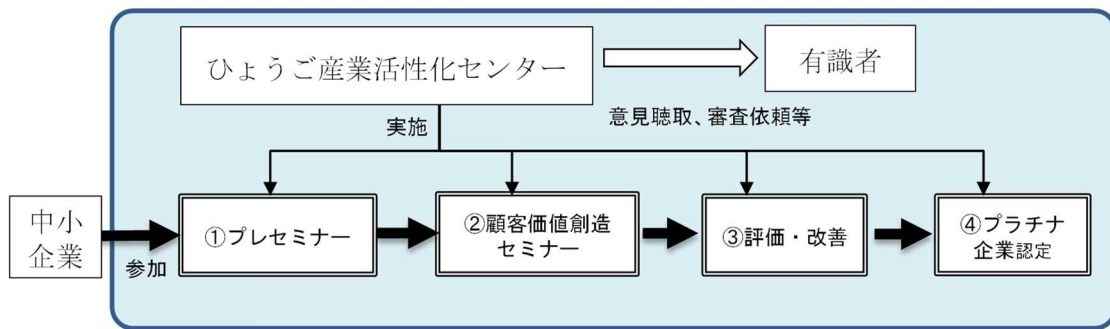 ひょうご産業活性化センター
有識者
実施
意見聴取、審査依頼等
中小
企業
参加
①プレセミナー
②顧客価値創造
セミナー
③評価・改善
④プラチナ
企業認定